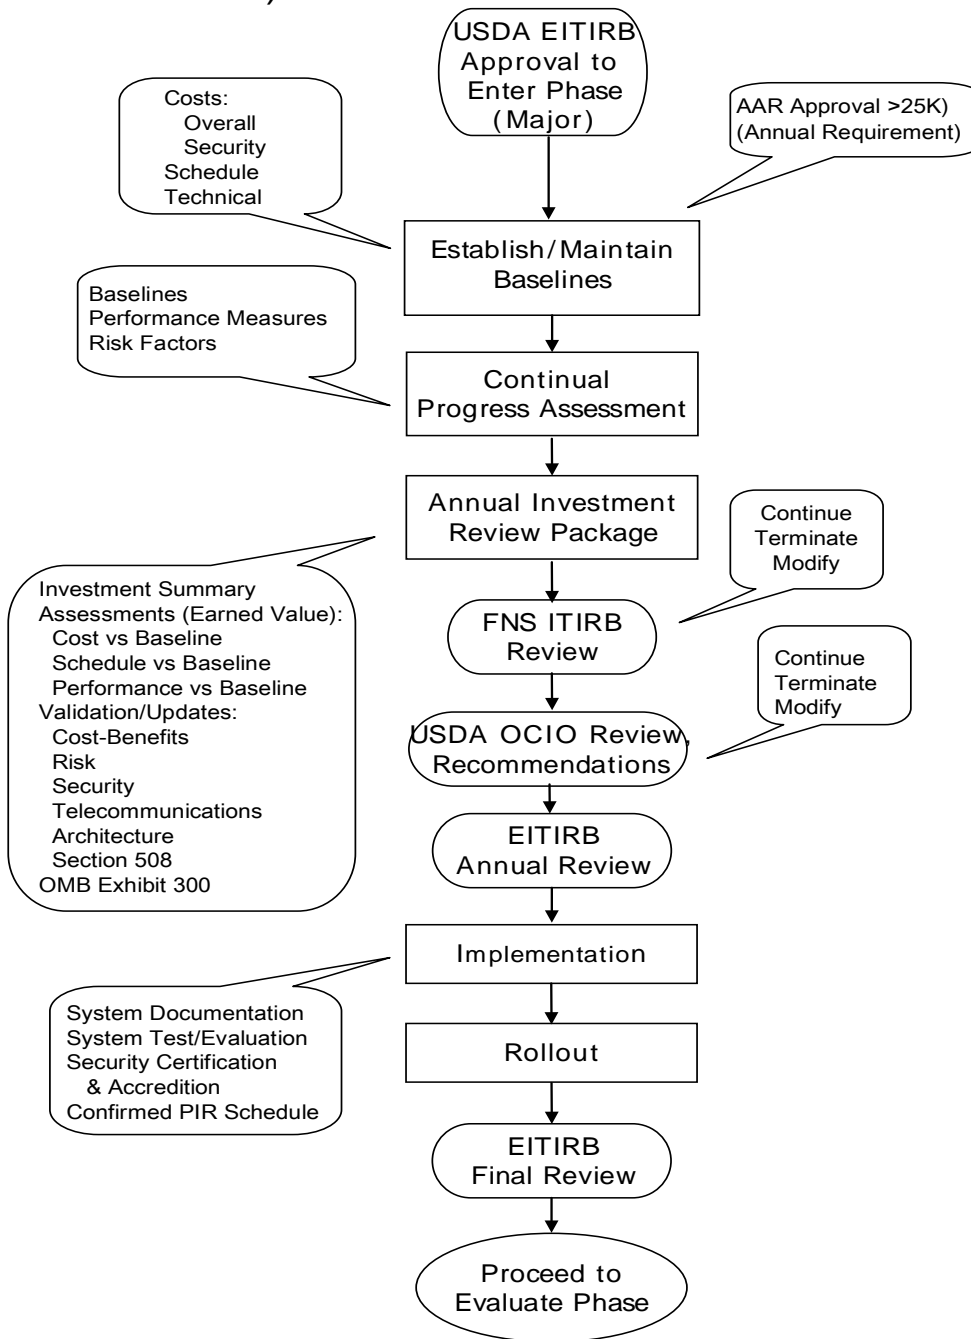 )
USDA EITIRB
Approval to
Enter Phase
(Major)
Costs:
Overall
Security
Schedule
Technical
AAR Approval >25K)
(Annual Requirement)
Establish/Maintain
Baselines
Baselines
Performance Measures
Risk Factors
Continual
Progress Assessment
Annual Investment
Review Package
Continue
Terminate
Modify
Investment Summary
Assessments (Earned Value):
Cost vs Baseline
Schedule vs Baseline
Performance vs Baseline
Validation/Updates:
Cost-Benefits
Risk
Security
Telecommunications
Architecture
Section 508
OMB Exhibit 300
FNS ITIRB
Review
Continue
Terminate
Modify
USDA OCIO Review,
Recommendations
EITIRB
Annual Review
Implementation
System Documentation
System Test/Evaluation
Security Certification
& Accredition
Confirmed PIR Schedule
Rollout
EITIRB
Final Review
Proceed to
Evaluate Phase